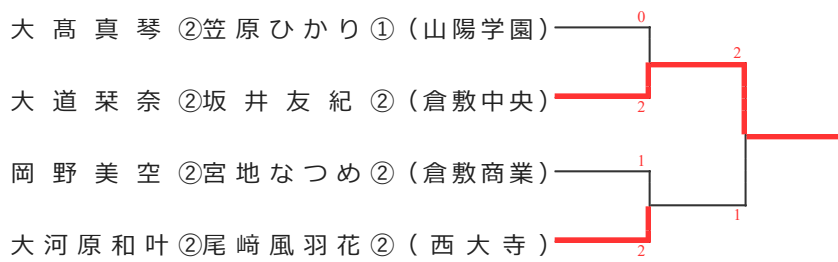 0
大髙真琴②笠原ひかり①(山陽学園)
2
大道栞奈②坂井友紀②(倉敷中央)
2
1
岡野美空②宮地なつめ②(倉敷商業)
1
大河原和叶②尾﨑風羽花②(西大寺)
2